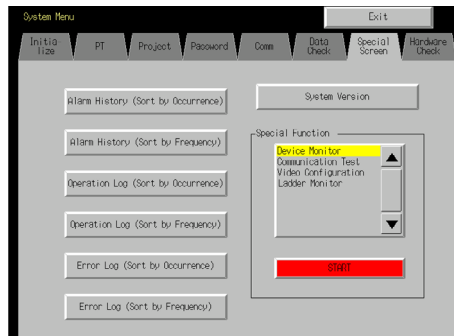 System Menu
Exit
Initia-
lize
PT
Project
Password
Comm
Data
Check
Special
Screen
Hardware
Check
Alarm History (Sort by Occurrence)
System Version
Alarm History (Sort by Frequency)
Special Function
Device Monitor
Communication Test
Video Configuration
Ladder Monitor
Operation Log (Sort by Occurrence)
Operation Log (Sort by Frequency)
Error Log (Sort by Occurrence)
START
Error Log (Sort by Frequency)